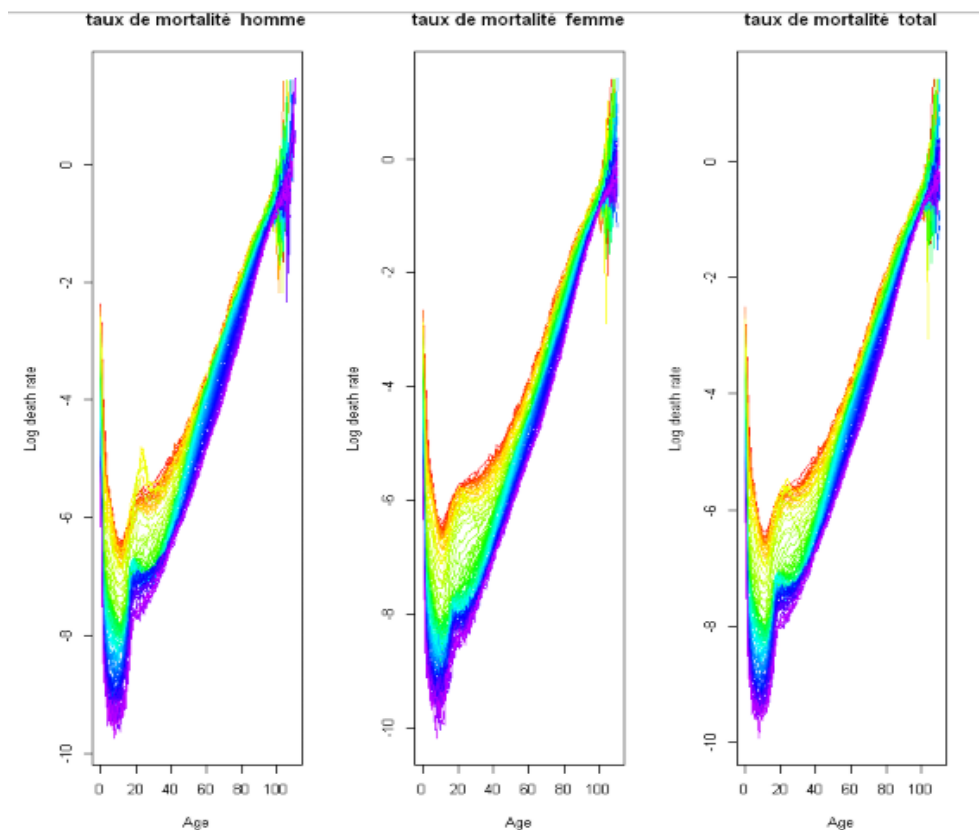 taux de mortalité homme
0
-2
-4
-6
-8
-10
Log death rate
0 20 40 60 80 100
Age
taux de mortalité femme
0
-2
-4
-6
-8
-10
Log death rate
0 20 40 60 80 100
Age
taux de mortalité total
0
-2
-4
-6
-8
-10
Log death rate
0 20 40 60 80 100
Age